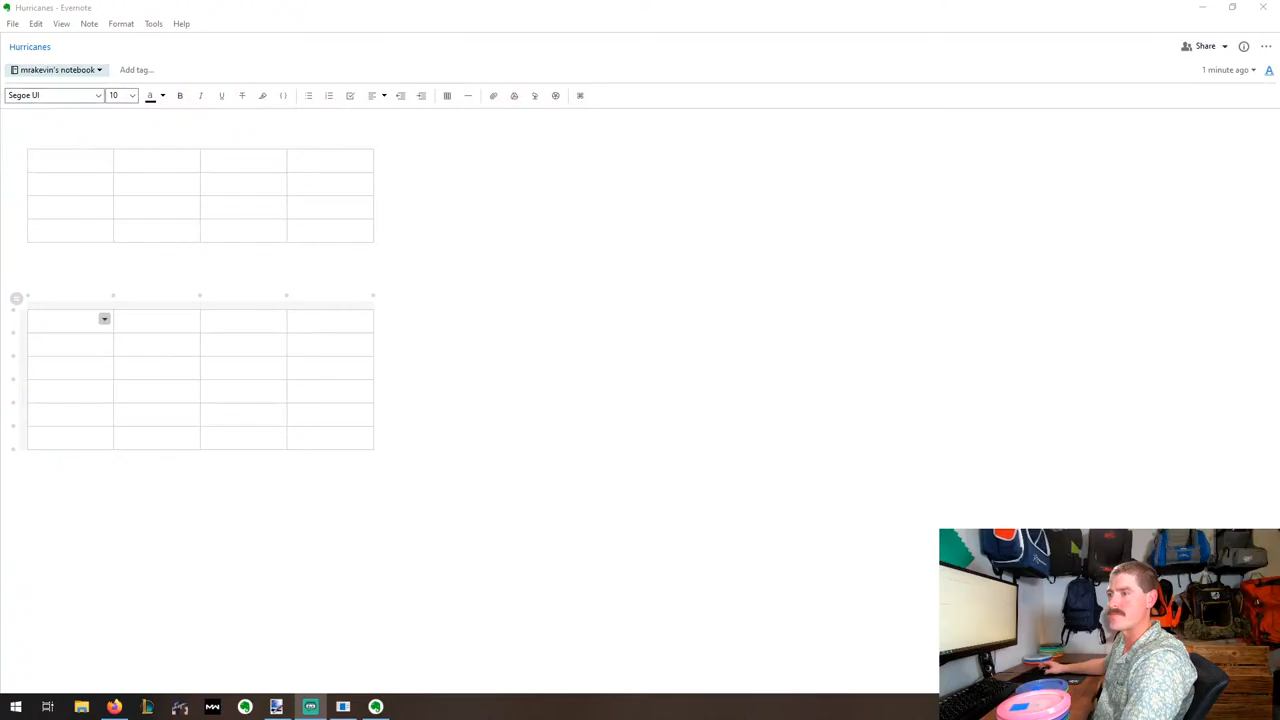 Hurricanes - Evernote
File Edit View Note Format Tools Help
Hurricanes
Share
mrakevin's notebook
Add tag...
1 minute ago
Segoe UI
10
a B I U T
A
MW